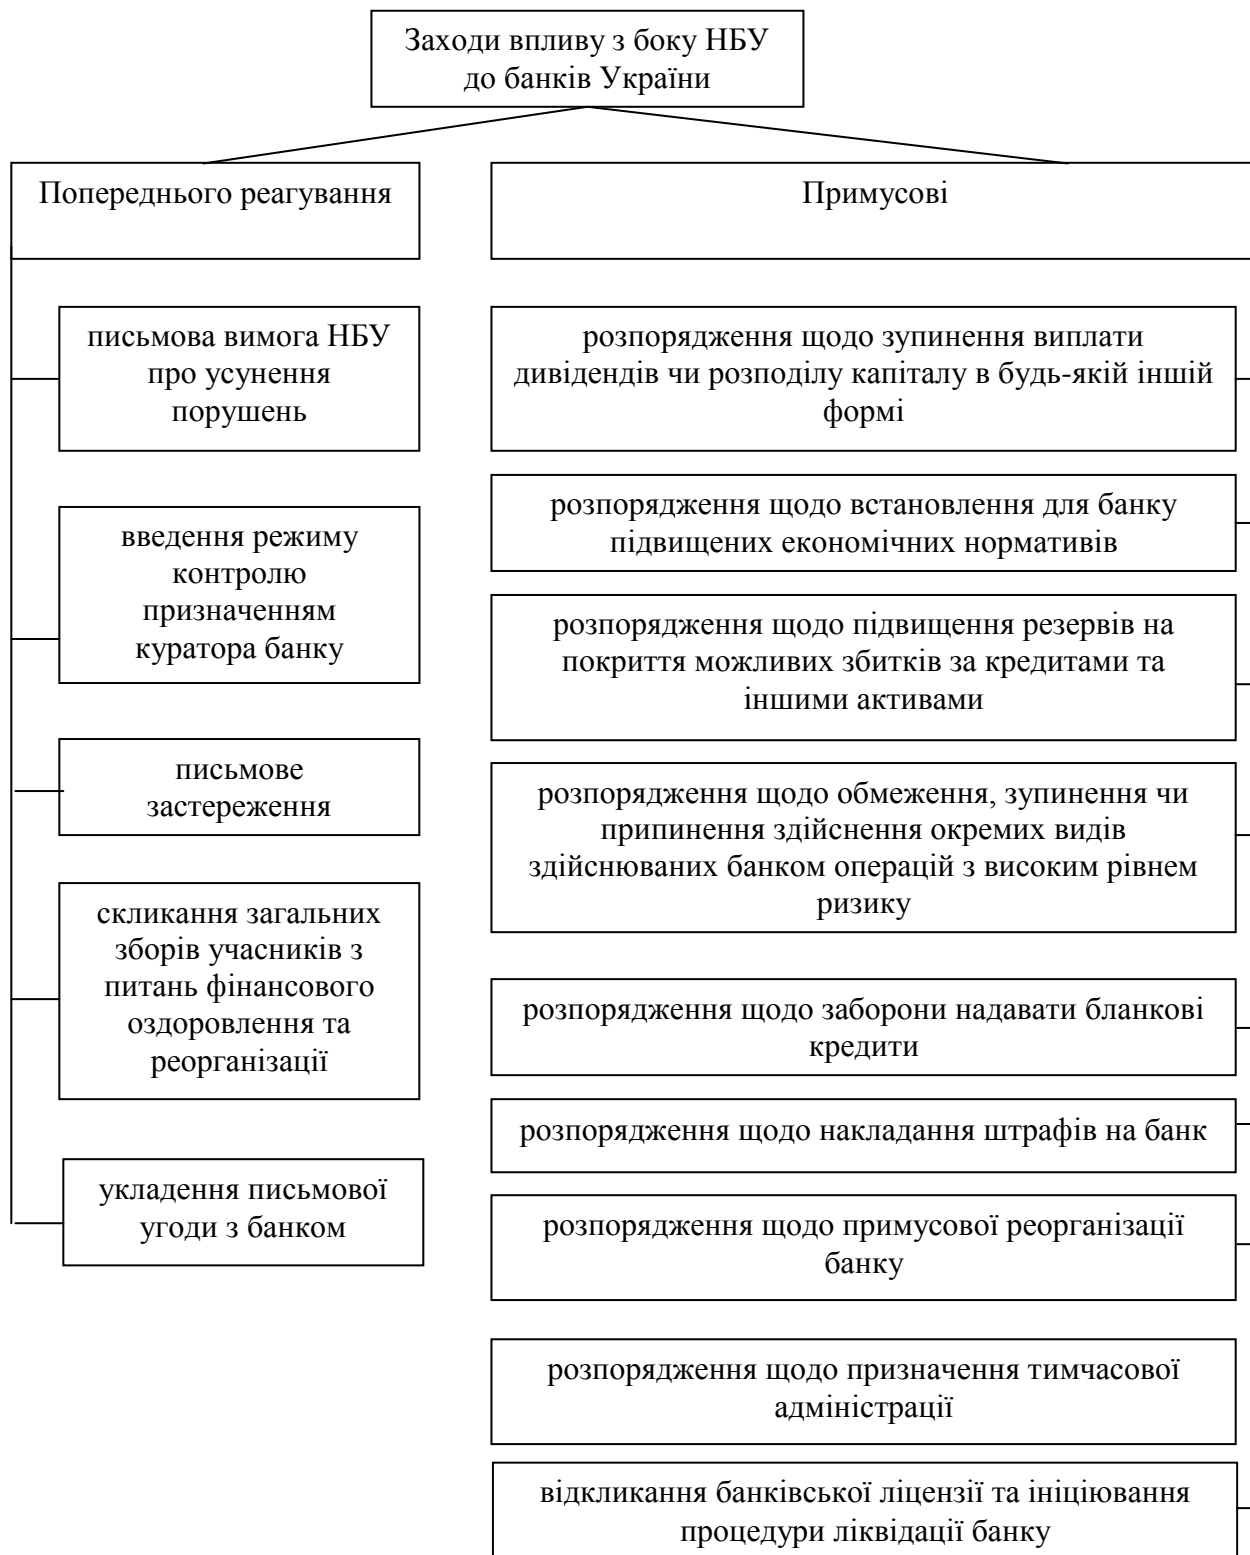 Заходи впливу з боку НБУ
до банків України
Попереднього реагування
письмова вимога НБУ
про усунення
порушень
введення режиму
контролю
призначенням
куратора банку
письмове
застереження
скликання загальних
зборів учасників з
питань фінансового
оздоровлення та
реорганізації
укладення письмової
угоди з банком
Примусові
розпорядження щодо зупинення виплати
дивідендів чи розподілу капіталу в будь-якій іншій
формі
розпорядження щодо встановлення для банку
підвищених економічних нормативів
розпорядження щодо підвищення резервів на
покриття можливих збитків за кредитами та
іншими активами
розпорядження щодо обмеження, зупинення чи
припинення здійснення окремих видів
здійснюваних банком операцій з високим рівнем
ризику
розпорядження щодо заборони надавати бланкові
кредити
розпорядження щодо накладання штрафів на банк
розпорядження щодо примусової реорганізації
банку
розпорядження щодо призначення тимчасової
адміністрації
відкликання банківської ліцензії та ініціювання
процедури ліквідації банку